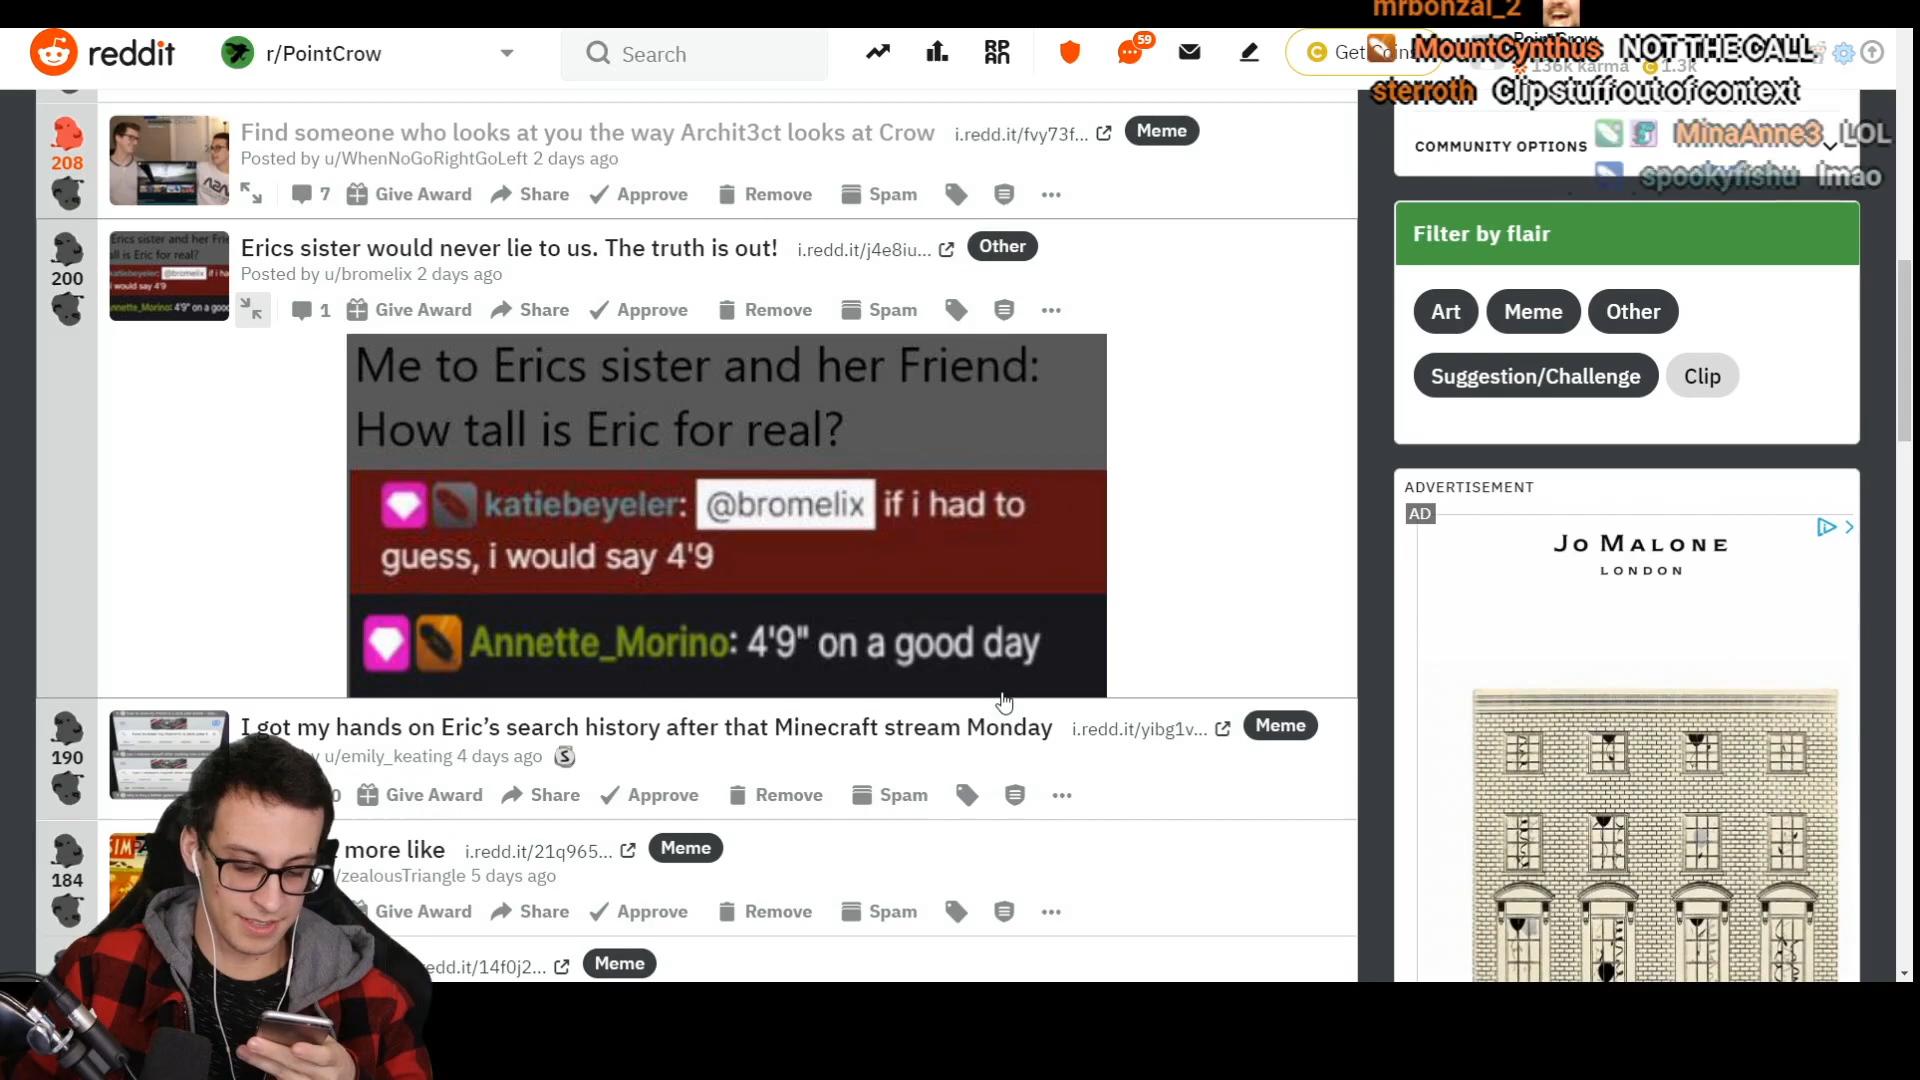 mrbonzai_2
reddit
r/PointCrow
Search
59
Get Coins
PointCrow
136k karma
1.3k
MountCynthus NOT THE CALL
sterroth Clip stuff out of context
MinaAnne3 LOL
spookyfishu lmao
208
Find someone who looks at you the way Archit3ct looks at Crow i.redd.it/fvy73f... Meme
Posted by u/WhenNoGoRightGoLeft 2 days ago
7 Give Award Share Approve Remove Spam
200
Erics sister would never lie to us. The truth is out! i.redd.it/j4e8iu... Other
Posted by u/bromelix 2 days ago
1 Give Award Share Approve Remove Spam
Me to Erics sister and her Friend:
How tall is Eric for real?
katiebeyeler: @bromelix if i had to
guess, i would say 4'9
Annette_Morino: 4'9" on a good day
190
I got my hands on Eric’s search history after that Minecraft stream Monday i.redd.it/yibg1v... Meme
u/emily_keating 4 days ago
0 Give Award Share Approve Remove Spam
184
more like i.redd.it/21q965... Meme
/zealousTriangle 5 days ago
Give Award Share Approve Remove Spam
edd.it/14f0j2... Meme
COMMUNITY OPTIONS
Filter by flair
Art Meme Other
Suggestion/Challenge Clip
ADVERTISEMENT
AD
JO MALONE
LONDON